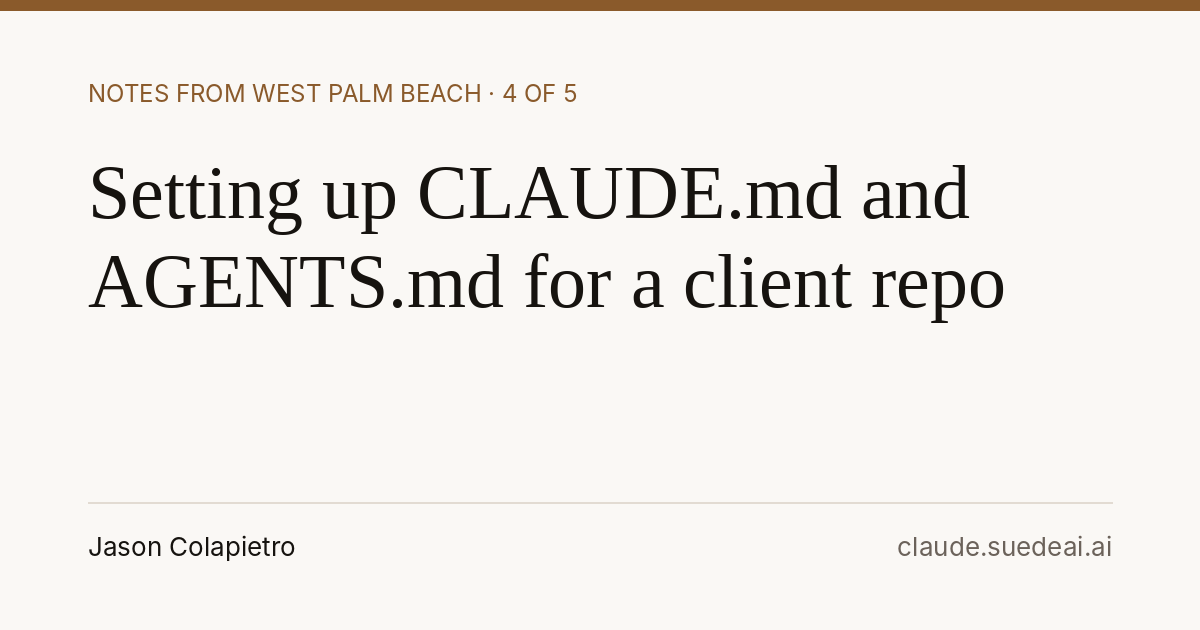 NOTES FROM WEST PALM BEACH · 4 OF 5
Setting up CLAUDE.md and
AGENTS.md for a client repo
Jason Colapietro
claude.suedeai.ai